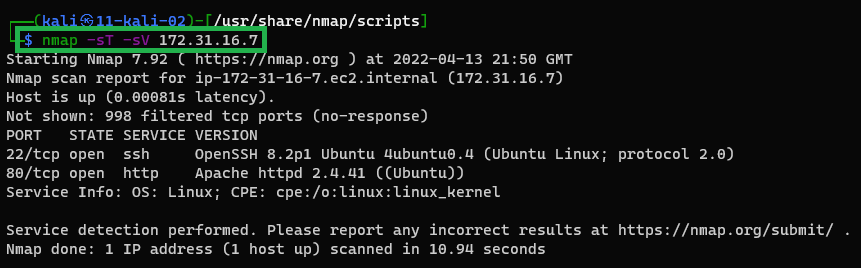 ┌──(kali㉿11-kali-02)-[/usr/share/nmap/scripts]
└─$ nmap -sT -sV 172.31.16.7
Starting Nmap 7.92 ( https://nmap.org ) at 2022-04-13 21:50 GMT
Nmap scan report for ip-172-31-16-7.ec2.internal (172.31.16.7)
Host is up (0.00081s latency).
Not shown: 998 filtered tcp ports (no-response)
PORT   STATE SERVICE VERSION
22/tcp open  ssh     OpenSSH 8.2p1 Ubuntu 4ubuntu0.4 (Ubuntu Linux; protocol 2.0)
80/tcp open  http    Apache httpd 2.4.41 ((Ubuntu))
Service Info: OS: Linux; CPE: cpe:/o:linux:linux_kernel

Service detection performed. Please report any incorrect results at https://nmap.org/submit/ .
Nmap done: 1 IP address (1 host up) scanned in 10.94 seconds